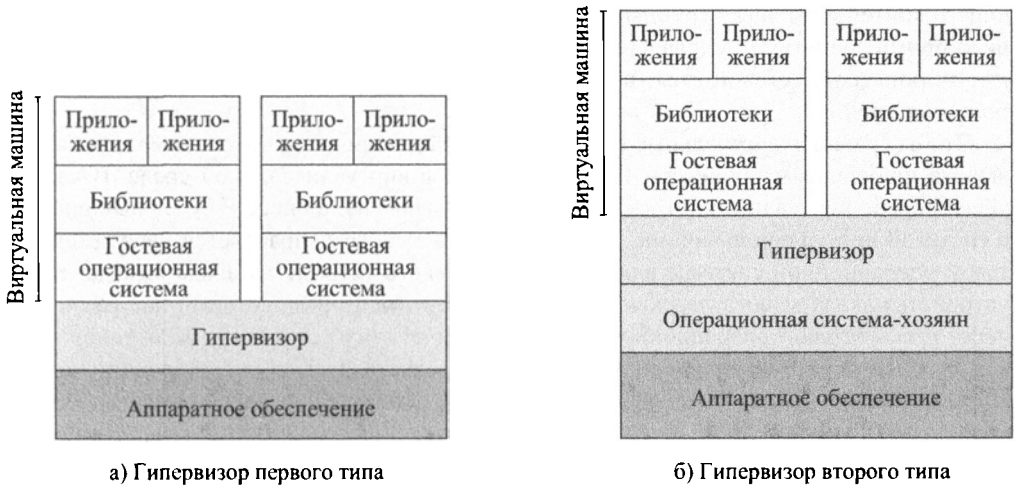 Виртуальная машина
Прило-
жения
Прило-
жения
Библиотеки
Гостевая
операционная
система
Прило-
жения
Прило-
жения
Библиотеки
Гостевая
операционная
система
Гипервизор
Аппаратное обеспечение
а) Гипервизор первого типа
Виртуальная машина
Прило-
жения
Прило-
жения
Библиотеки
Гостевая
операционная
система
Прило-
жения
Прило-
жения
Библиотеки
Гостевая
операционная
система
Гипервизор
Операционная система-хозяин
Аппаратное обеспечение
б) Гипервизор второго типа